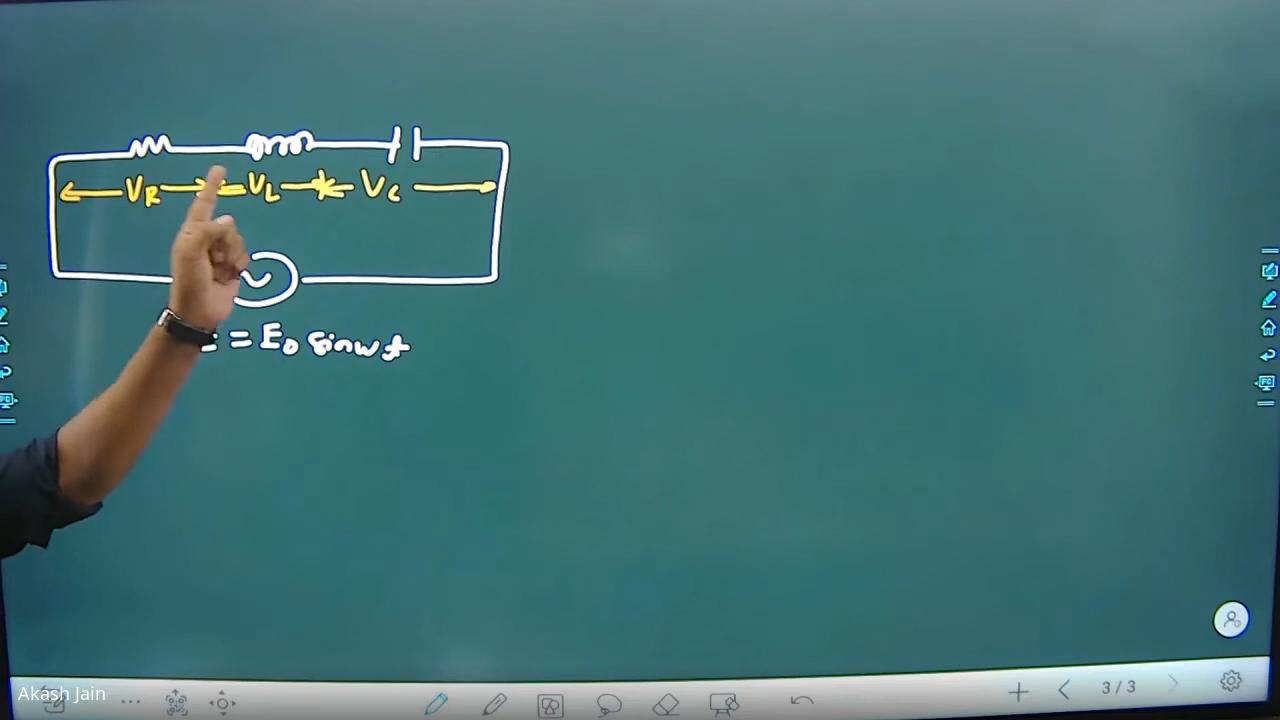 V_R V_L V_C
= E₀ sinωt
3/3
Akash Jain